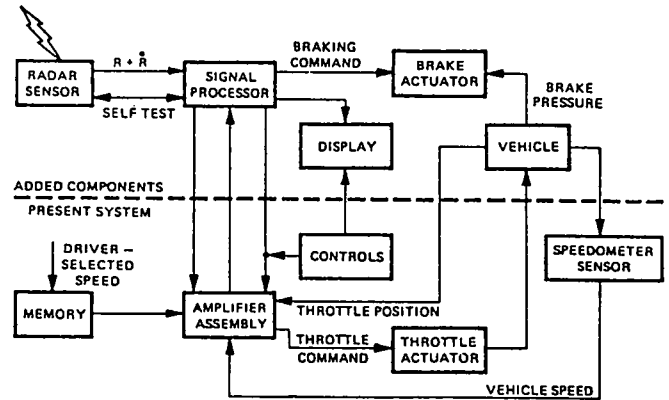 R + Ṙ
RADAR
SENSOR
SELF TEST
SIGNAL
PROCESSOR
BRAKING
COMMAND
BRAKE
ACTUATOR
BRAKE
PRESSURE
DISPLAY
VEHICLE
ADDED COMPONENTS
PRESENT SYSTEM
DRIVER –
SELECTED
SPEED
CONTROLS
SPEEDOMETER
SENSOR
MEMORY
AMPLIFIER
ASSEMBLY
THROTTLE POSITION
THROTTLE
COMMAND
THROTTLE
ACTUATOR
VEHICLE SPEED